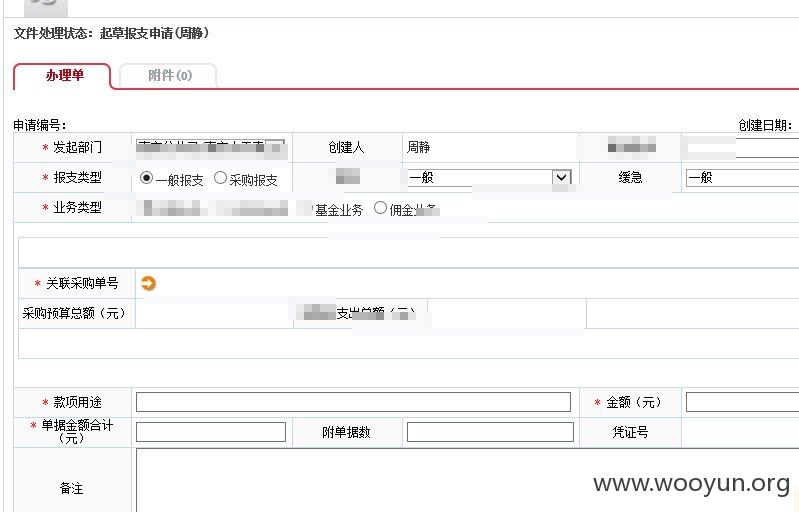 文件处理状态：起草报支申请(周静)
办理单 附件(0)
申请编号： 创建日期：
* 发起部门 创建人 周静
* 报支类型 一般报支 采购报支 一般 缓急 一般
* 业务类型 基金业务 佣金业务
* 关联采购单号
采购预算总额（元） 支出总额（元）
* 款项用途 * 金额（元）
* 单据金额合计 附单据数 凭证号
（元）
备注
www.wooyun.org